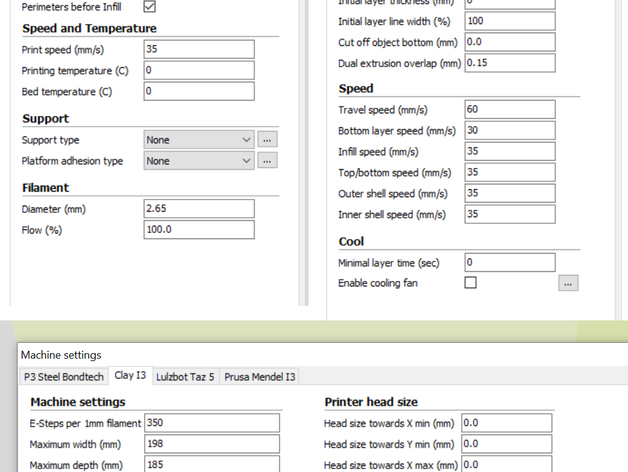 Perimeters before Infill
Speed and Temperature
Print speed (mm/s) 35
Printing temperature (C) 0
Bed temperature (C) 0
Support
Support type None ...
Platform adhesion type None ...
Filament
Diameter (mm) 2.65
Flow (%) 100.0
Initial layer thickness (mm) 0
Initial layer line width (%) 100
Cut off object bottom (mm) 0.0
Dual extrusion overlap (mm) 0.15
Speed
Travel speed (mm/s) 60
Bottom layer speed (mm/s) 30
Infill speed (mm/s) 35
Top/bottom speed (mm/s) 35
Outer shell speed (mm/s) 35
Inner shell speed (mm/s) 35
Cool
Minimal layer time (sec) 0
Enable cooling fan ...
Machine settings
P3 Steel Bondtech Clay I3 Lulzbot Taz 5 Prusa Mendel I3
Machine settings
E-Steps per 1mm filament 350
Maximum width (mm) 198
Maximum depth (mm) 185
Printer head size
Head size towards X min (mm) 0.0
Head size towards Y min (mm) 0.0
Head size towards X max (mm) 0.0